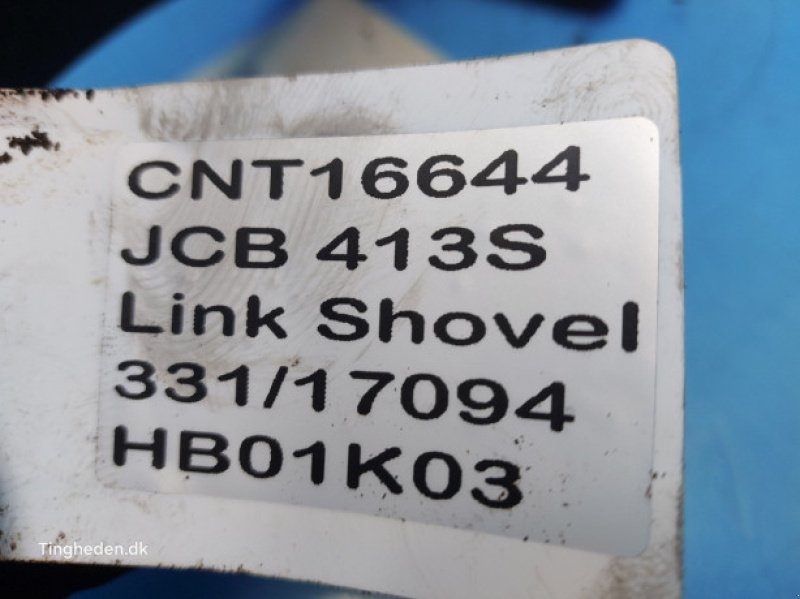 CNT16644
JCB 413S
Link Shovel
331/17094
HB01K03
Tingheden.dk